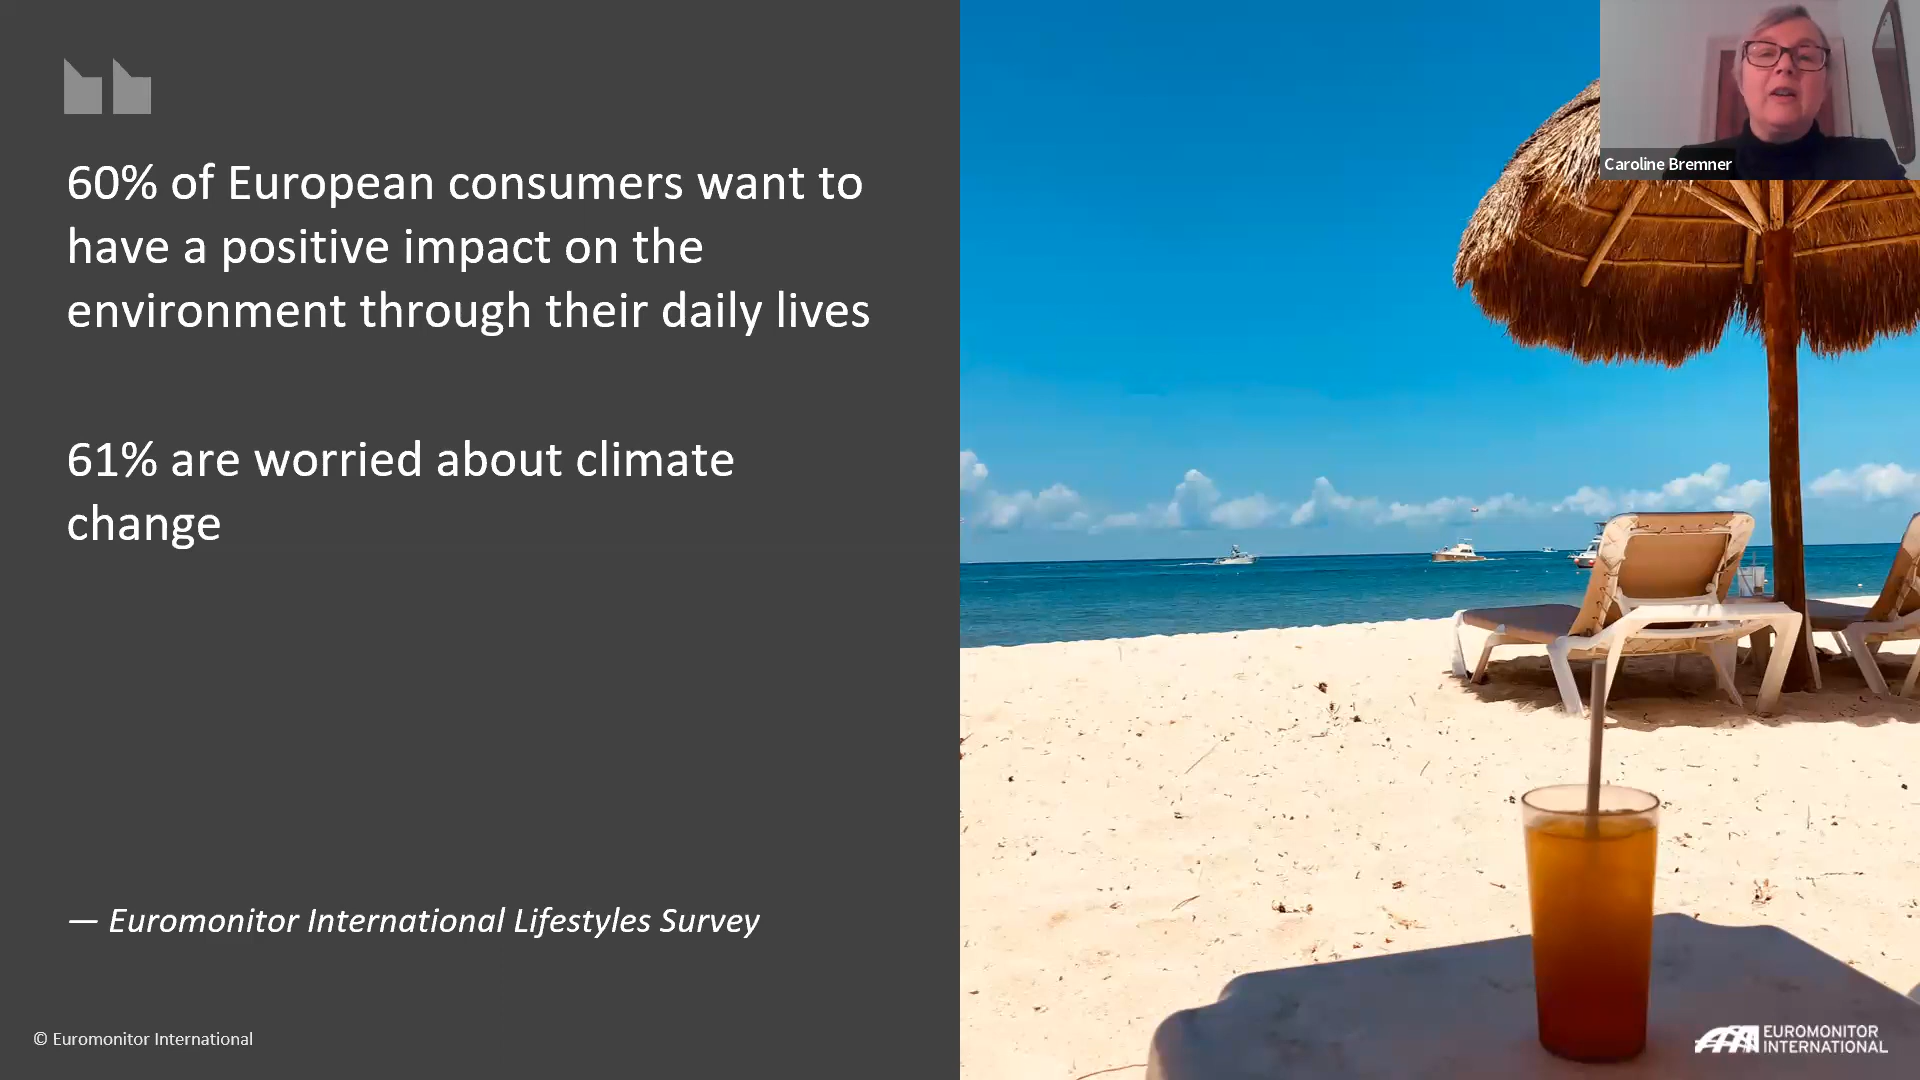 60% of European consumers want to
have a positive impact on the
environment through their daily lives
61% are worried about climate
change
— Euromonitor International Lifestyles Survey
© Euromonitor International
Caroline Bremner
EUROMONITOR
INTERNATIONAL